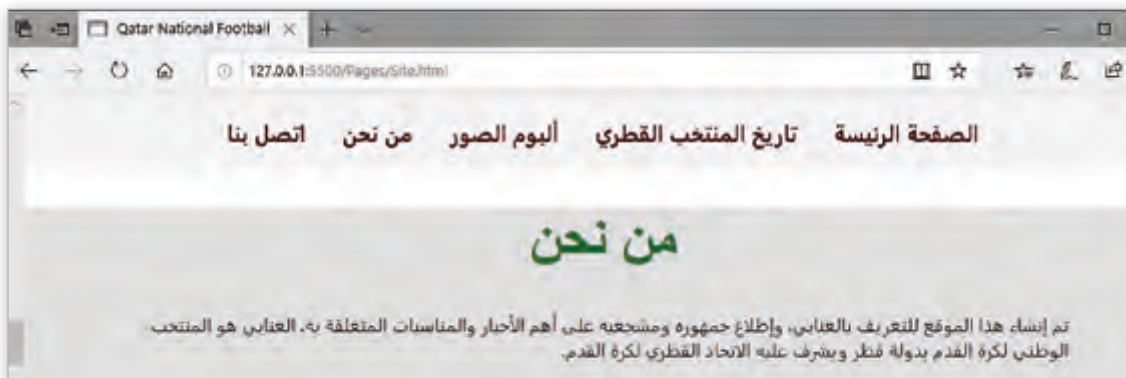 Qatar National Football
127.0.0.1:5500/Pages/Site.html
الصفحة الرئيسة تاريخ المنتخب القطري ألبوم الصور من نحن اتصل بنا
من نحن
تم إنشاء هذا الموقع للتعريف بالعنابي، وإطلاع جمهوره ومشجعيه على أهم الأخبار والمناسبات المتعلقة به. العنابي هو المنتخب
الوطني لكرة القدم بدولة قطر ويشرف عليه الاتحاد القطري لكرة القدم.